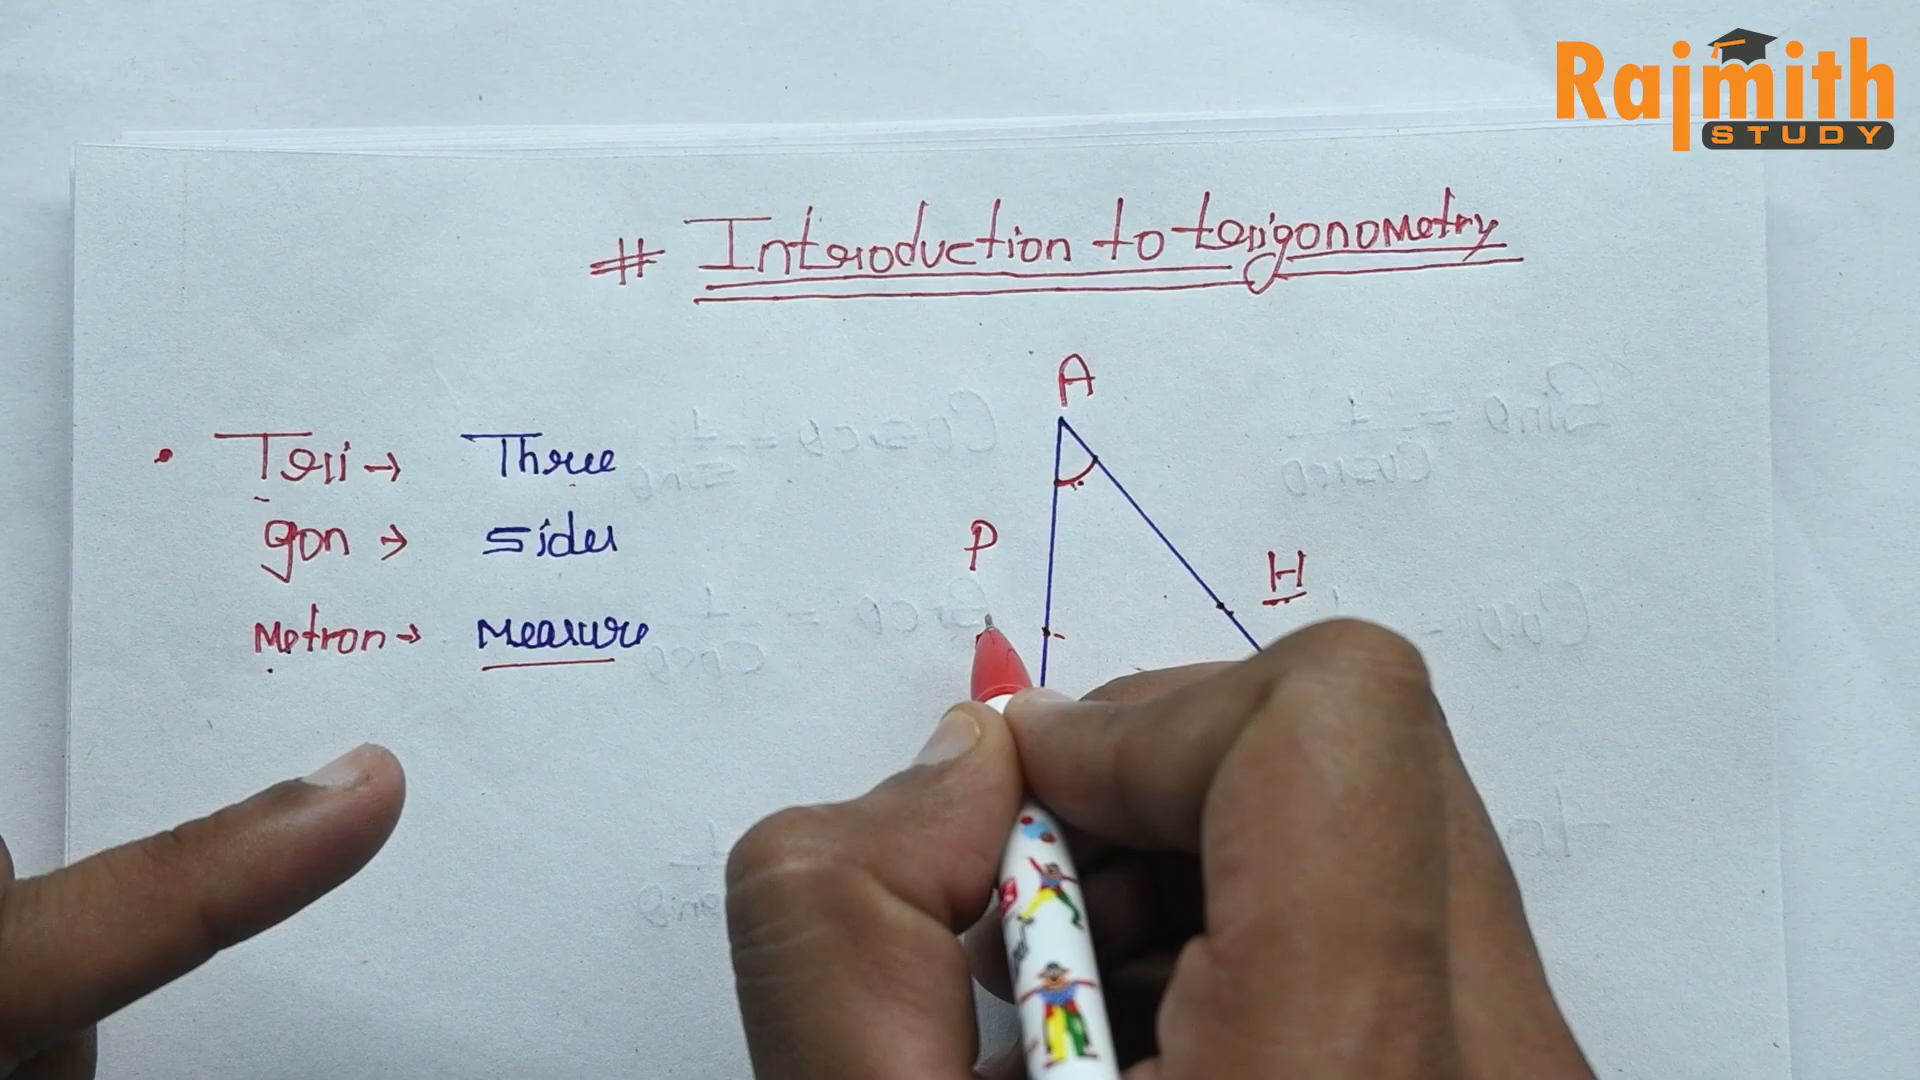 Rajmith
STUDY
# Introduction to trigonometry
A
• Tri → Three
gon → sides
P
H
Metron → Measure